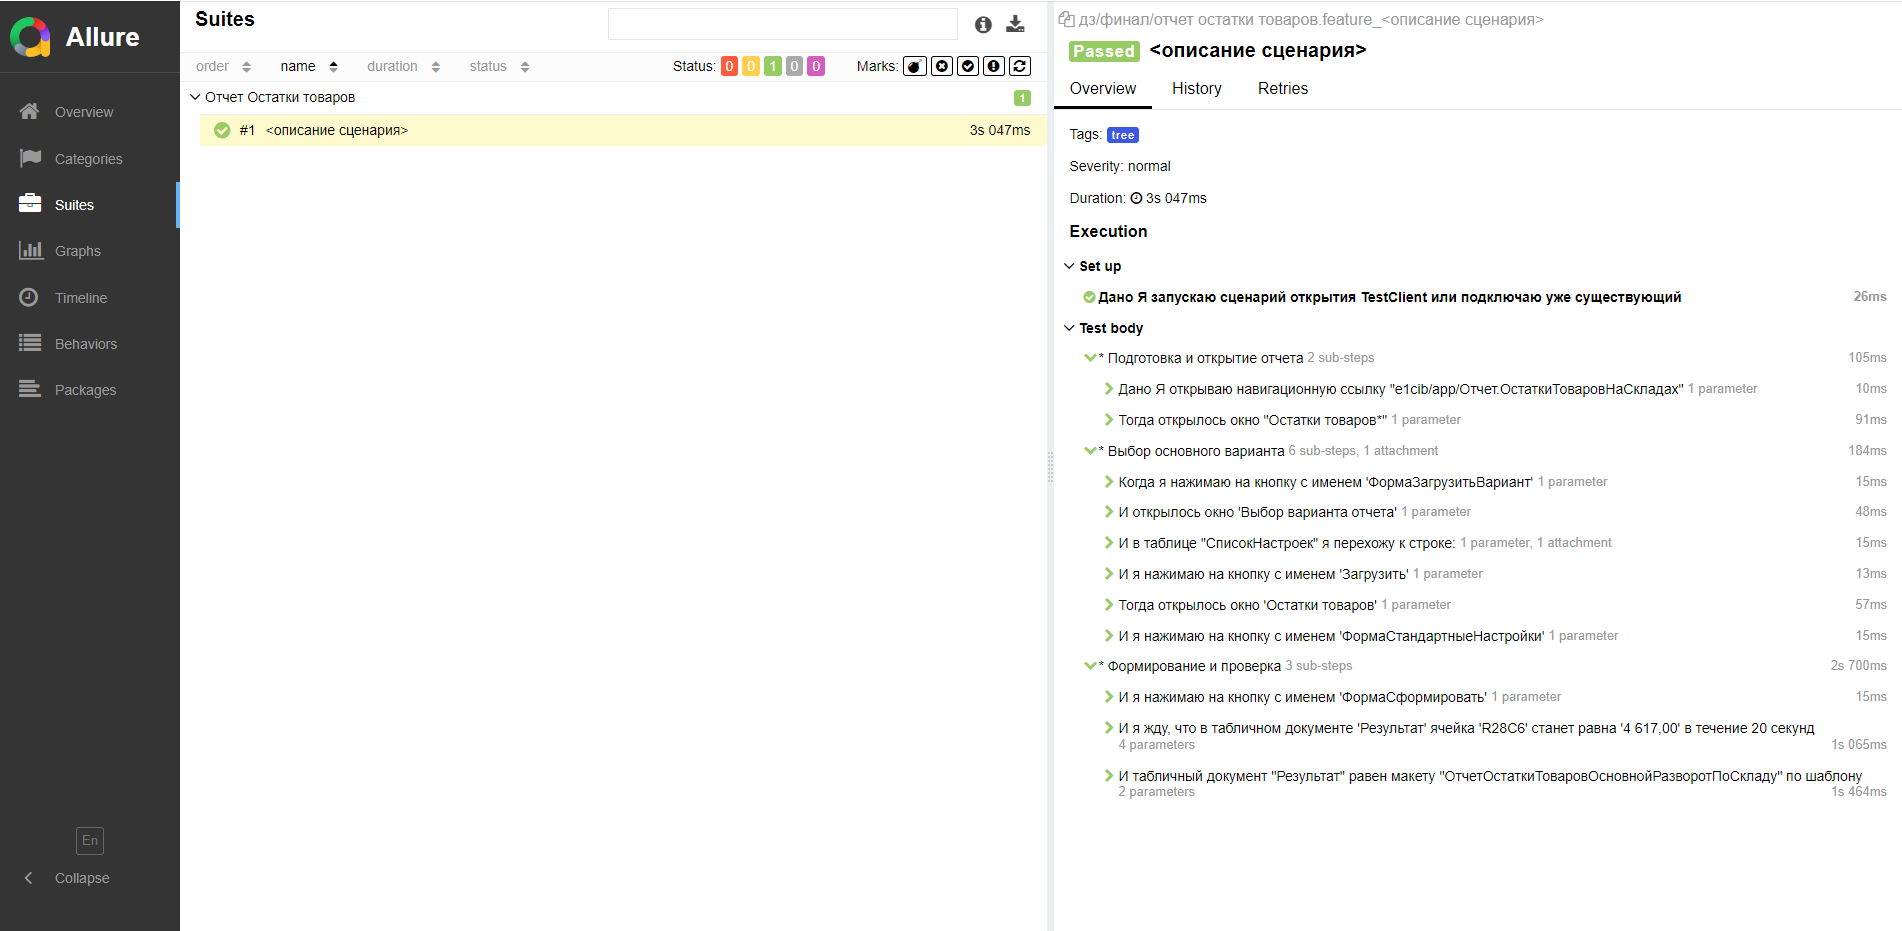 Allure
Overview
Categories
Suites
Graphs
Timeline
Behaviors
Packages
En
Collapse
Suites
order name duration status
Status: 0 0 1 0 0 Marks:
Отчет Остатки товаров 1
#1 <описание сценария> 3s 047ms
дз/финал/отчет остатки товаров.feature_<описание сценария>
Passed <описание сценария>
Overview History Retries
Tags: tree
Severity: normal
Duration: 3s 047ms
Execution
Set up
Дано Я запускаю сценарий открытия TestClient или подключаю уже существующий 26ms
Test body
* Подготовка и открытие отчета 2 sub-steps 105ms
Дано Я открываю навигационную ссылку "e1cib/app/Отчет.ОстаткиТоваровНаСкладах" 1 parameter 10ms
Тогда открылось окно "Остатки товаров*" 1 parameter 91ms
* Выбор основного варианта 6 sub-steps, 1 attachment 184ms
Когда я нажимаю на кнопку с именем 'ФормаЗагрузитьВариант' 1 parameter 15ms
И открылось окно 'Выбор варианта отчета' 1 parameter 48ms
И в таблице "СписокНастроек" я перехожу к строке: 1 parameter, 1 attachment 15ms
И я нажимаю на кнопку с именем 'Загрузить' 1 parameter 13ms
Тогда открылось окно 'Остатки товаров' 1 parameter 57ms
И я нажимаю на кнопку с именем 'ФормаСтандартныеНастройки' 1 parameter 15ms
* Формирование и проверка 3 sub-steps 2s 700ms
И я нажимаю на кнопку с именем 'ФормаСформировать' 1 parameter 15ms
И я жду, что в табличном документе 'Результат' ячейка 'R28C6' станет равна '4 617,00' в течение 20 секунд
4 parameters 1s 065ms
И табличный документ "Результат" равен макету "ОтчетОстаткиТоваровОсновнойРазворотПоСкладу" по шаблону
2 parameters 1s 464ms